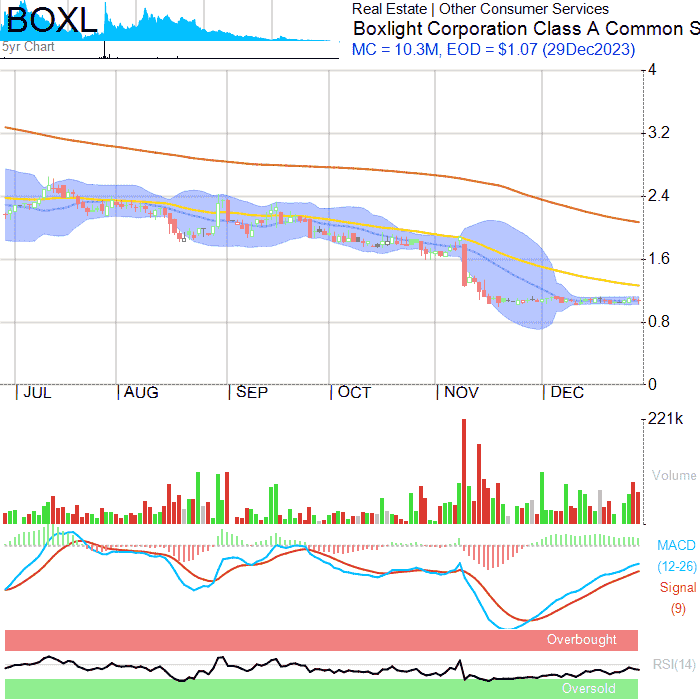 BOXL
5yr Chart
Real Estate | Other Consumer Services
Boxlight Corporation Class A Common S
MC = 10.3M, EOD = $1.07 (29Dec2023)
4
3.2
2.4
1.6
0.8
0
JUL AUG SEP OCT NOV DEC
221k
Volume
MACD
(12-26)
Signal
(9)
Overbought
RSI(14)
Oversold